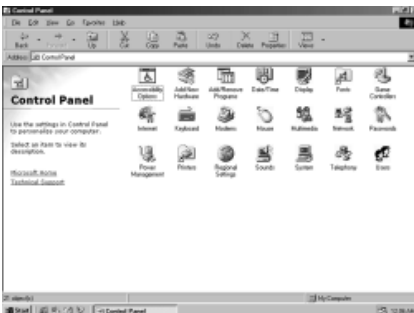 Control Panel
File Edit View Go Favorites Help
Back Forward Up Cut Copy Paste Undo Delete Properties Views
Address Control Panel
Accessibility Options Add New Hardware Add/Remove Programs Date/Time Display Fonts Game Controllers
Control Panel
Internet Keyboard Modems Mouse Multimedia Network Passwords
Use the settings in Control Panel
to personalize your computer.
Select an item to view its
description.
Power Management Printers Regional Settings Sounds System Telephony Users
Microsoft Home
Technical Support
21 object(s) My Computer
Start Control Panel